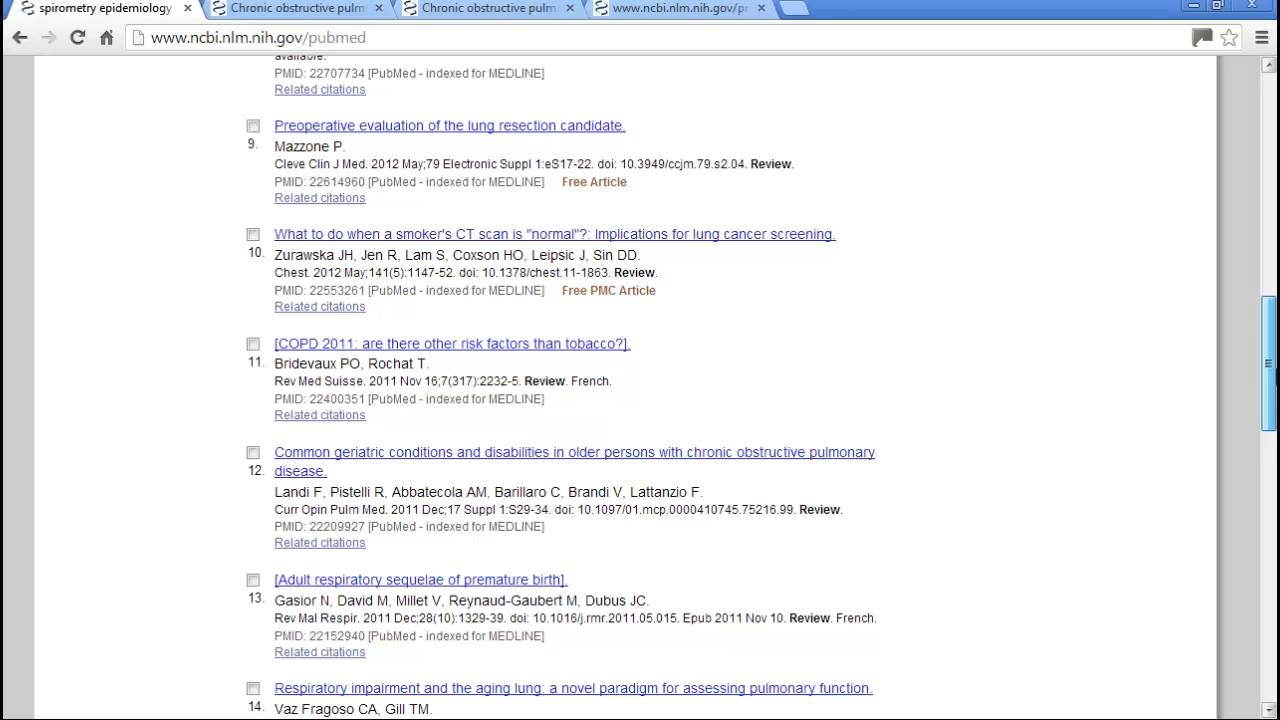 spirometry epidemiology
Chronic obstructive pulm
Chronic obstructive pulm
www.ncbi.nlm.nih.gov/pr
www.ncbi.nlm.nih.gov/pubmed
available.
PMID: 22707734 [PubMed - indexed for MEDLINE]
Related citations
Preoperative evaluation of the lung resection candidate.
9. Mazzone P.
Cleve Clin J Med. 2012 May;79 Electronic Suppl 1:eS17-22. doi: 10.3949/ccjm.79.s2.04. Review.
PMID: 22614960 [PubMed - indexed for MEDLINE] Free Article
Related citations
What to do when a smoker's CT scan is "normal"?: Implications for lung cancer screening.
10. Zurawska JH, Jen R, Lam S, Coxson HO, Leipsic J, Sin DD.
Chest. 2012 May;141(5):1147-52. doi: 10.1378/chest.11-1863. Review.
PMID: 22553261 [PubMed - indexed for MEDLINE] Free PMC Article
Related citations
[COPD 2011: are there other risk factors than tobacco?].
11. Bridevaux PO, Rochat T.
Rev Med Suisse. 2011 Nov 16;7(317):2232-5. Review. French.
PMID: 22400351 [PubMed - indexed for MEDLINE]
Related citations
Common geriatric conditions and disabilities in older persons with chronic obstructive pulmonary
12. disease.
Landi F, Pistelli R, Abbatecola AM, Barillaro C, Brandi V, Lattanzio F.
Curr Opin Pulm Med. 2011 Dec;17 Suppl 1:S29-34. doi: 10.1097/01.mcp.0000410745.75216.99. Review.
PMID: 22209927 [PubMed - indexed for MEDLINE]
Related citations
[Adult respiratory sequelae of premature birth].
13. Gasior N, David M, Millet V, Reynaud-Gaubert M, Dubus JC.
Rev Mal Respir. 2011 Dec;28(10):1329-39. doi: 10.1016/j.rmr.2011.05.015. Epub 2011 Nov 10. Review. French.
PMID: 22152940 [PubMed - indexed for MEDLINE]
Related citations
Respiratory impairment and the aging lung: a novel paradigm for assessing pulmonary function.
14. Vaz Fragoso CA, Gill TM.